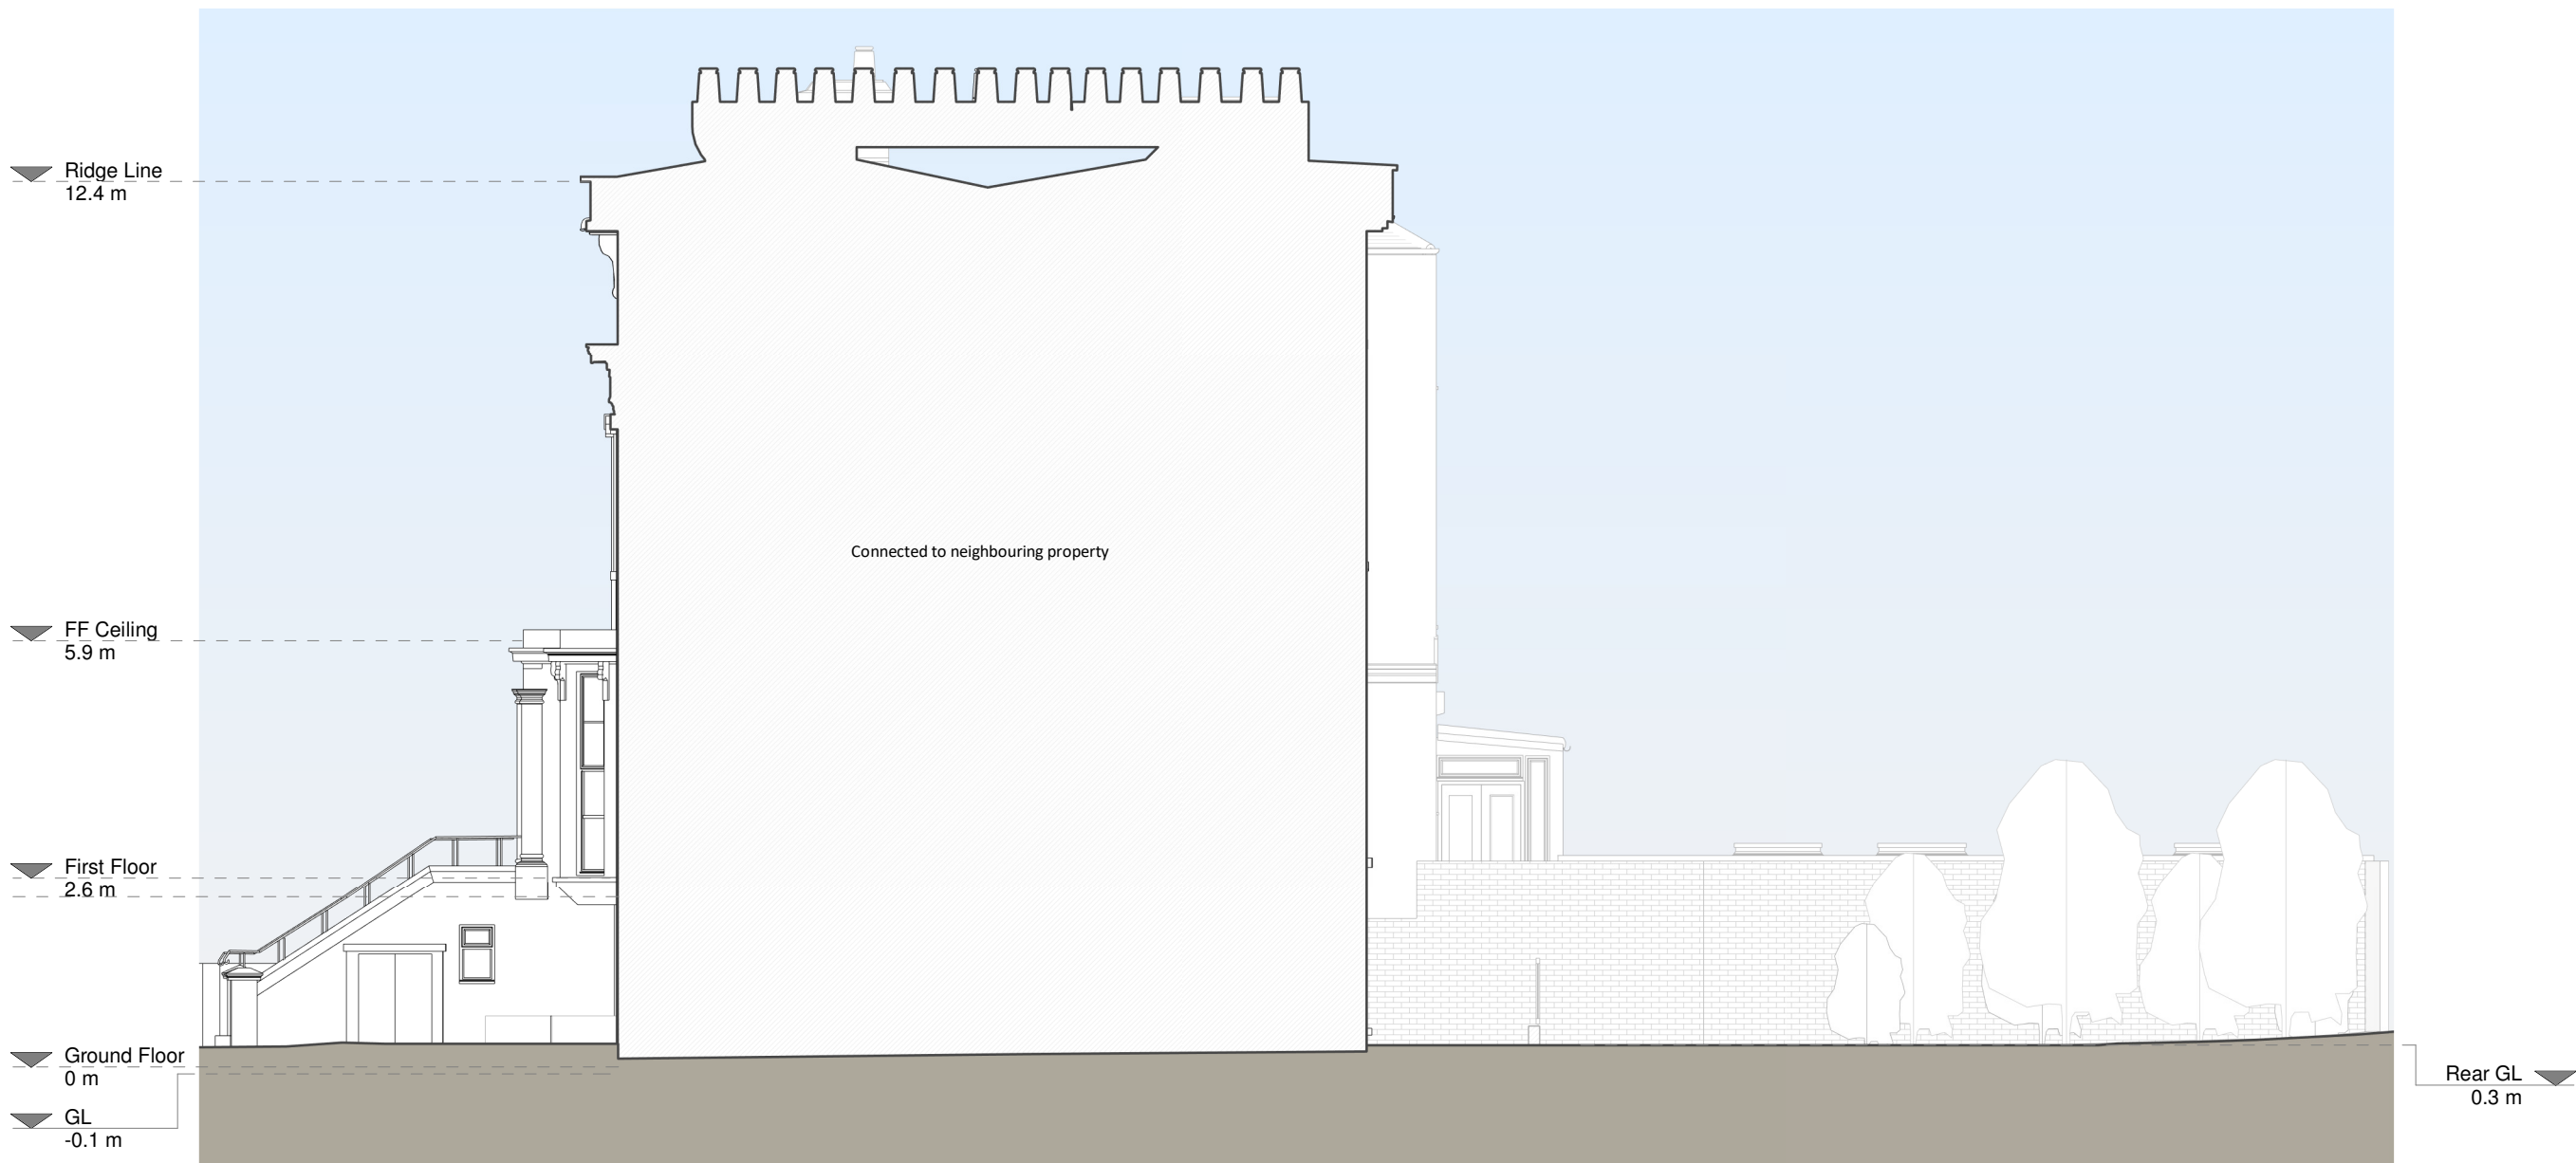 Ridge Line
12.4 m
Connected to neighbouring property
FF Ceiling
5.9 m
First Floor
2.6 m
Ground Floor
0 m
GL
-0.1 m
Rear GL
0.3 m